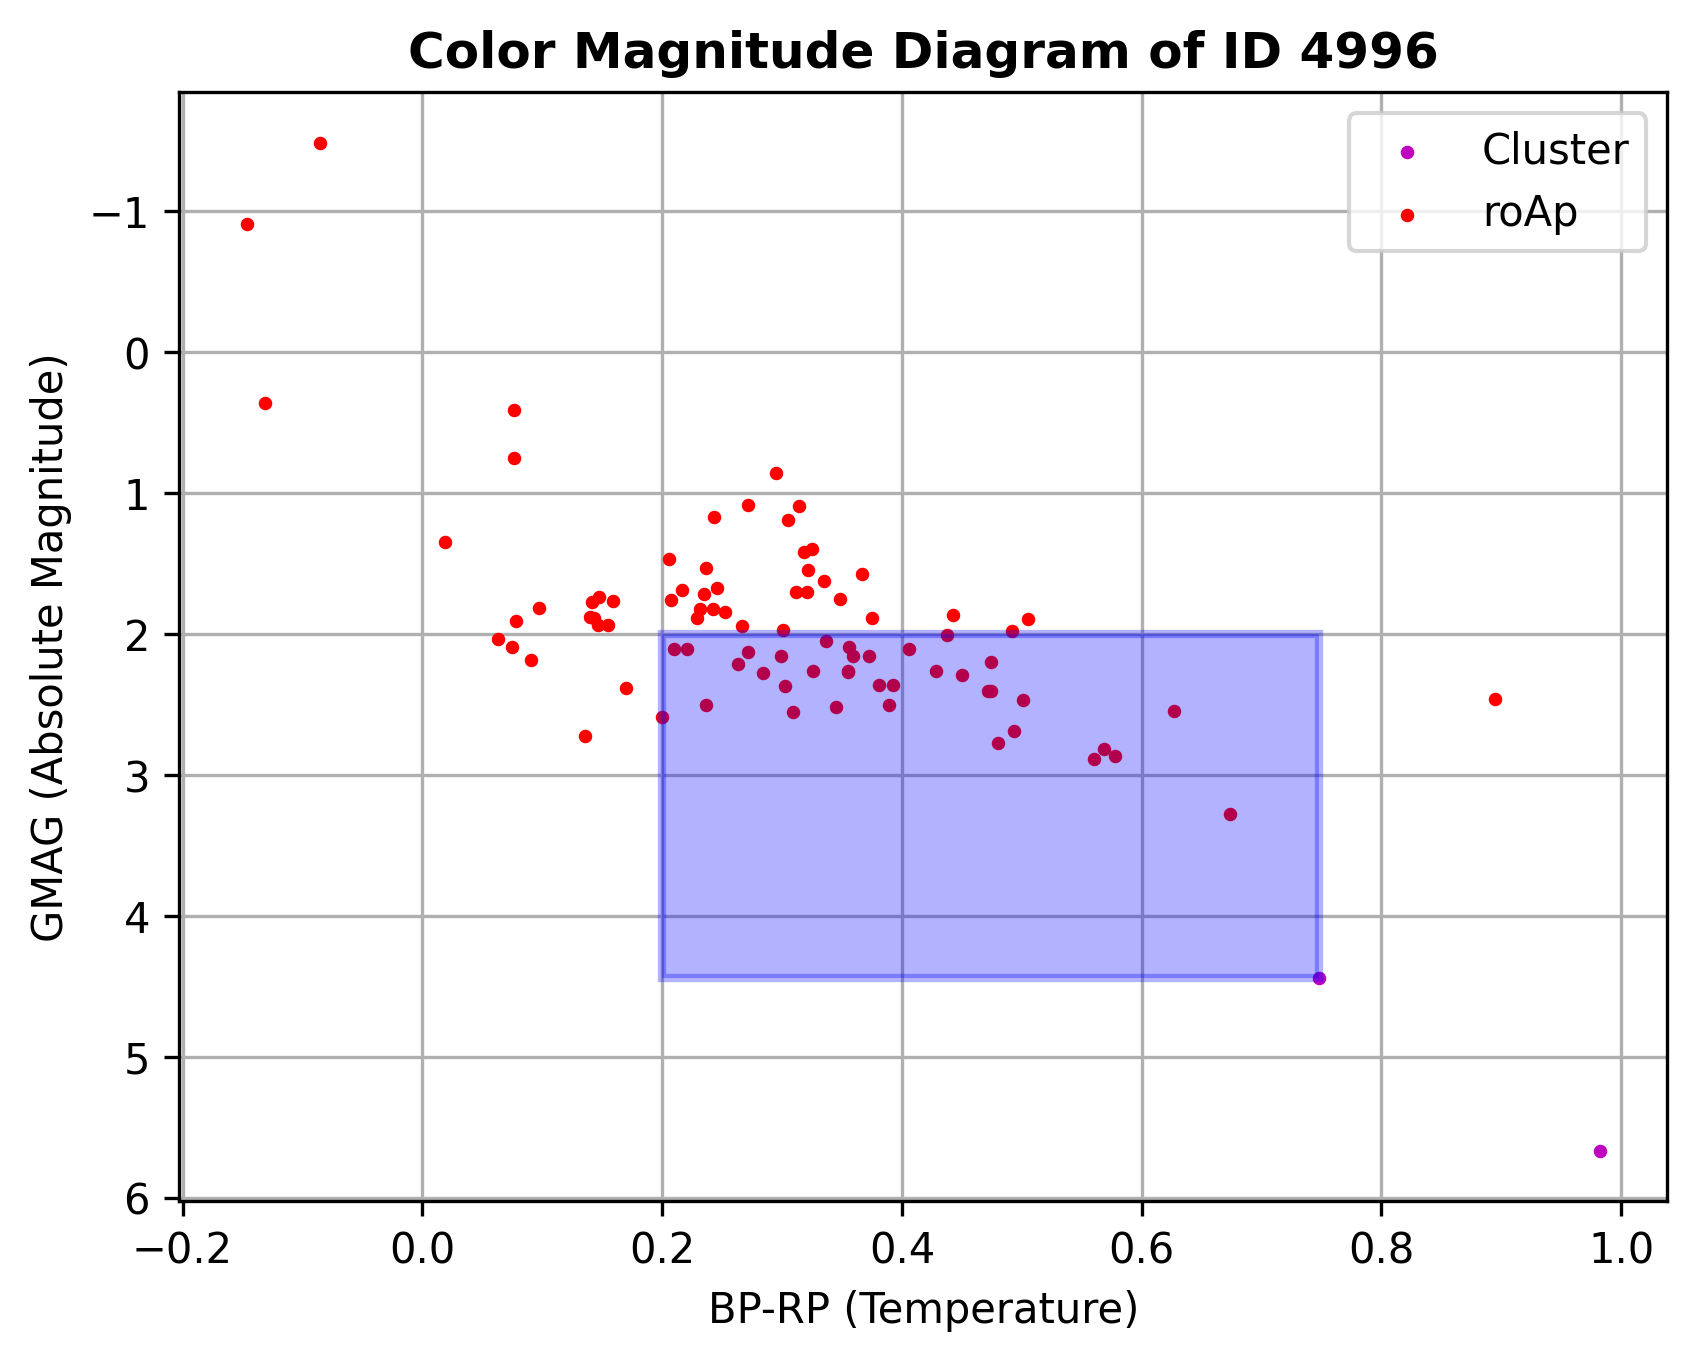 Color Magnitude Diagram of ID 4996
Cluster
roAp
GMAG (Absolute Magnitude)
−1
0
1
2
3
4
5
6
−0.2 0.0 0.2 0.4 0.6 0.8 1.0
BP-RP (Temperature)